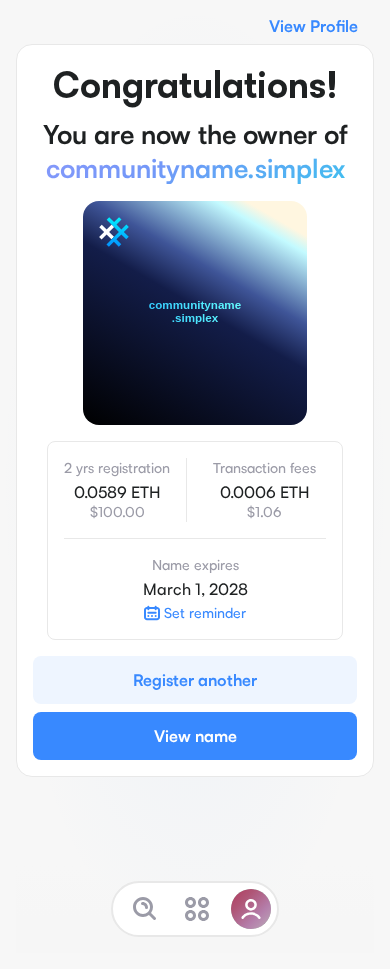 View Profile
Congratulations!
You are now the owner of
communityname.simplex
communityname
.simplex
2 yrs registration
0.0589 ETH
$100.00
Transaction fees
0.0006 ETH
$1.06
Name expires
March 1, 2028
Set reminder
Register another
View name